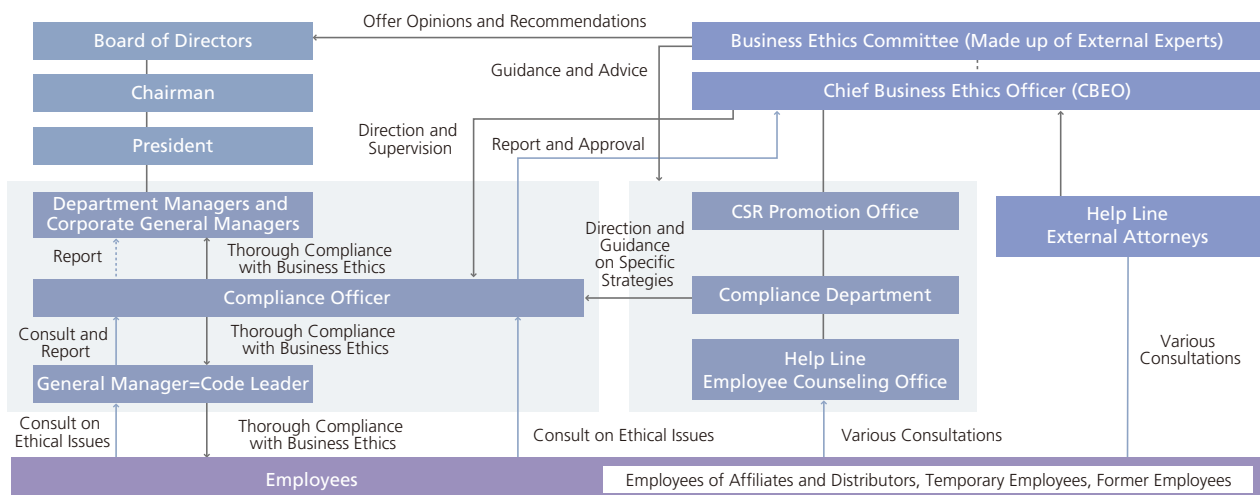 Offer Opinions and Recommendations
Board of Directors
Business Ethics Committee (Made up of External Experts)
Guidance and Advice
Chairman
Chief Business Ethics Officer (CBEO)
Direction and
Supervision
Report and Approval
President
Department Managers and
Corporate General Managers
CSR Promotion Office
Help Line
External Attorneys
Report
Thorough Compliance
with Business Ethics
Direction and
Guidance
on Specific
Strategies
Compliance Officer
Compliance Department
Consult and
Report
Thorough Compliance
with Business Ethics
Various
Consultations
Help Line
Employee Counseling Office
General Manager=Code Leader
Consult on
Ethical Issues
Thorough Compliance
with Business Ethics
Consult on Ethical Issues
Various Consultations
Employees
Employees of Affiliates and Distributors, Temporary Employees, Former Employees